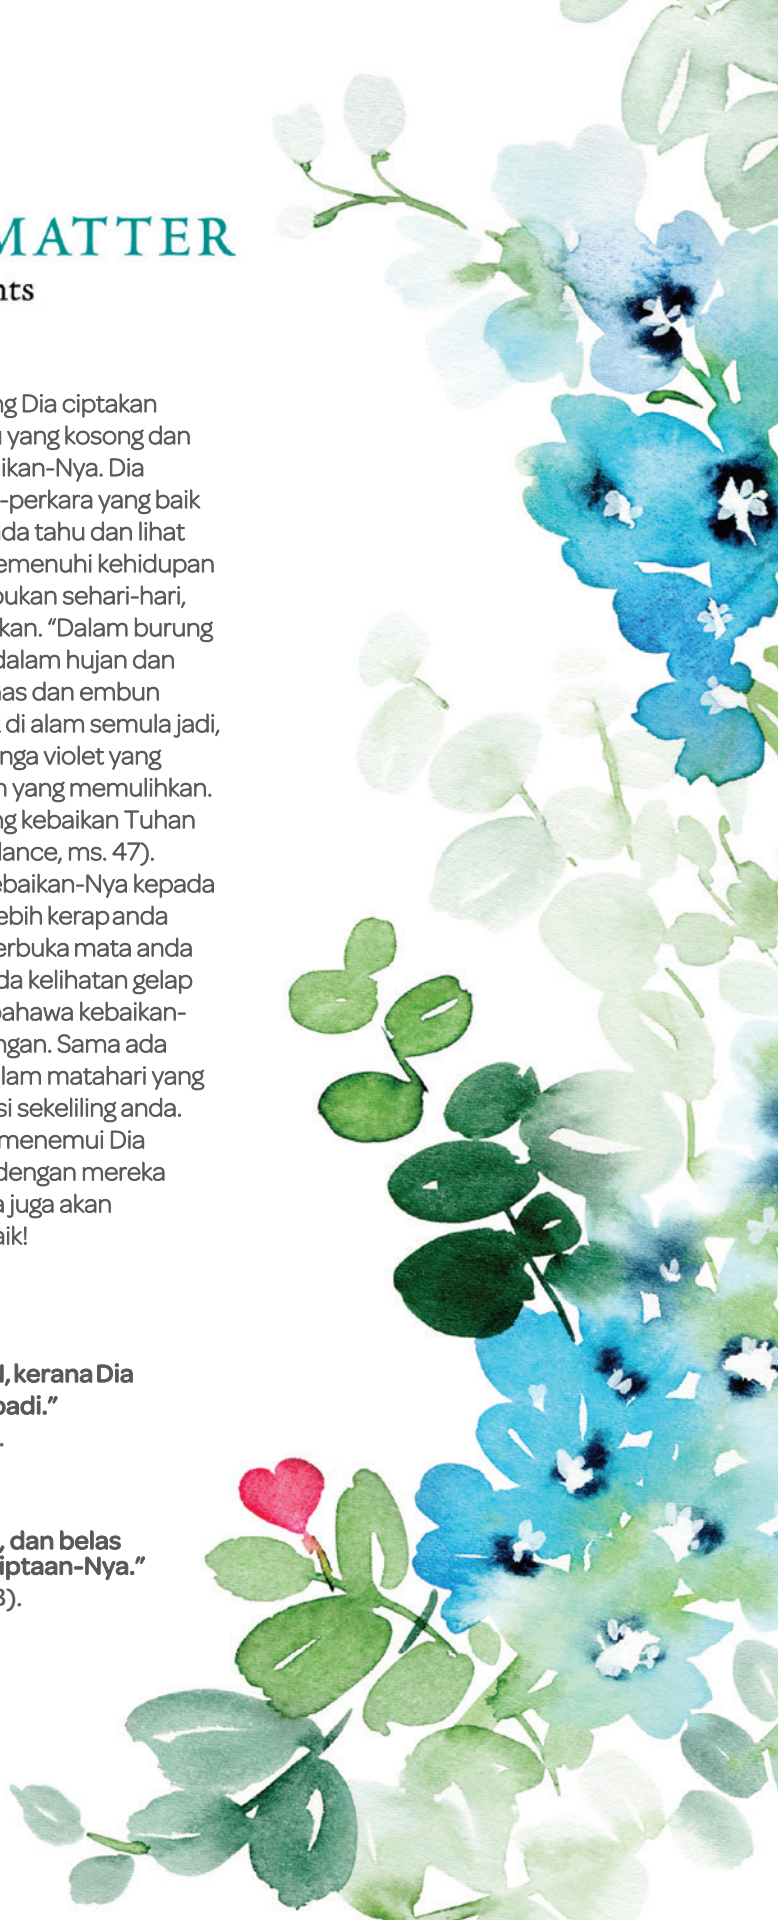 MATTER
nts
ng Dia ciptakan
yang kosong dan
ikan-Nya. Dia
-perkara yang baik
da tahu dan lihat
emenuhi kehidupan
bukan sehari-hari,
kan. “Dalam burung
dalam hujan dan
nas dan embun
di alam semula jadi,
nga violet yang
n yang memulihkan.
ng kebaikan Tuhan
dance, ms. 47).
ebaikan-Nya kepada
ebih kerap anda
erbuka mata anda
da kelihatan gelap
bahawa kebaikan-
ngan. Sama ada
lam matahari yang
si sekeliling anda.
menemui Dia
dengan mereka
a juga akan
aik!
, kerana Dia
badi.”
.
, dan belas
iptaan-Nya.”
3).